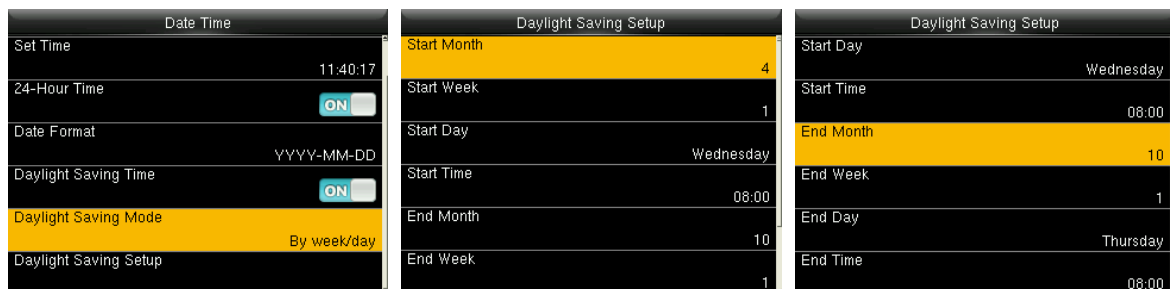 Date Time
Set Time
11:40:17
24-Hour Time
ON
Date Format
YYYY-MM-DD
Daylight Saving Time
ON
Daylight Saving Mode
By week/day
Daylight Saving Setup
Daylight Saving Setup
Start Month
4
Start Week
1
Start Day
Wednesday
Start Time
08:00
End Month
10
End Week
1
Daylight Saving Setup
Start Day
Wednesday
Start Time
08:00
End Month
10
End Week
1
End Day
Thursday
End Time
08:00